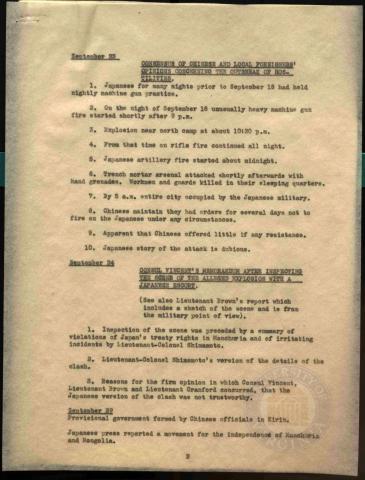 September 23
CONSENSUS OF CHINESE AND LOCAL FOREIGNERS'
OPINIONS CONCERNING THE OUTBREAK OF HOS-
TILITIES.
1. Japanese for many nights prior to September 18 had held
nightly machine gun practice.
2. On the night of September 18 unusually heavy machine gun
fire started shortly after 9 p.m.
3. Explosion near north camp at about 10:20 p.m.
4. From that time on rifle fire continued all night.
5. Japanese artillery fire started about midnight.
6. Trench mortar arsenal attacked shortly afterwards with
hand grenades. Workmen and guards killed in their sleeping quarters.
7. By 5 a.m. entire city occupied by the Japanese military.
8. Chinese maintain they had orders for several days not to
fire on the Japanese under any circumstances.
9. Apparent that Chinese offered little if any resistance.
10. Japanese story of the attack is dubious.
September 24
CONSUL VINCENT'S MEMORANDUM AFTER INSPECTING
THE SCENE OF THE ALLEGED EXPLOSION WITH A
JAPANESE ESCORT.
(See also Lieutenant Brown's report which
includes a sketch of the scene and is from
the military point of view).
1. Inspection of the scene was preceded by a summary of
violations of Japan's treaty rights in Manchuria and of irritating
incidents by Lieutenant-Colonel Shimamoto.
2. Lieutenant-Colonel Shimamoto's version of the details of the
clash.
3. Reasons for the firm opinion in which Consul Vincent,
Lieutenant Brown and Lieutenant Cranford concurred, that the
Japanese version of the clash was not trustworthy.
September 29
Provisional government formed by Chinese officials in Kirin.
Japanese press reported a movement for the independence of Manchuria
and Mongolia.
2